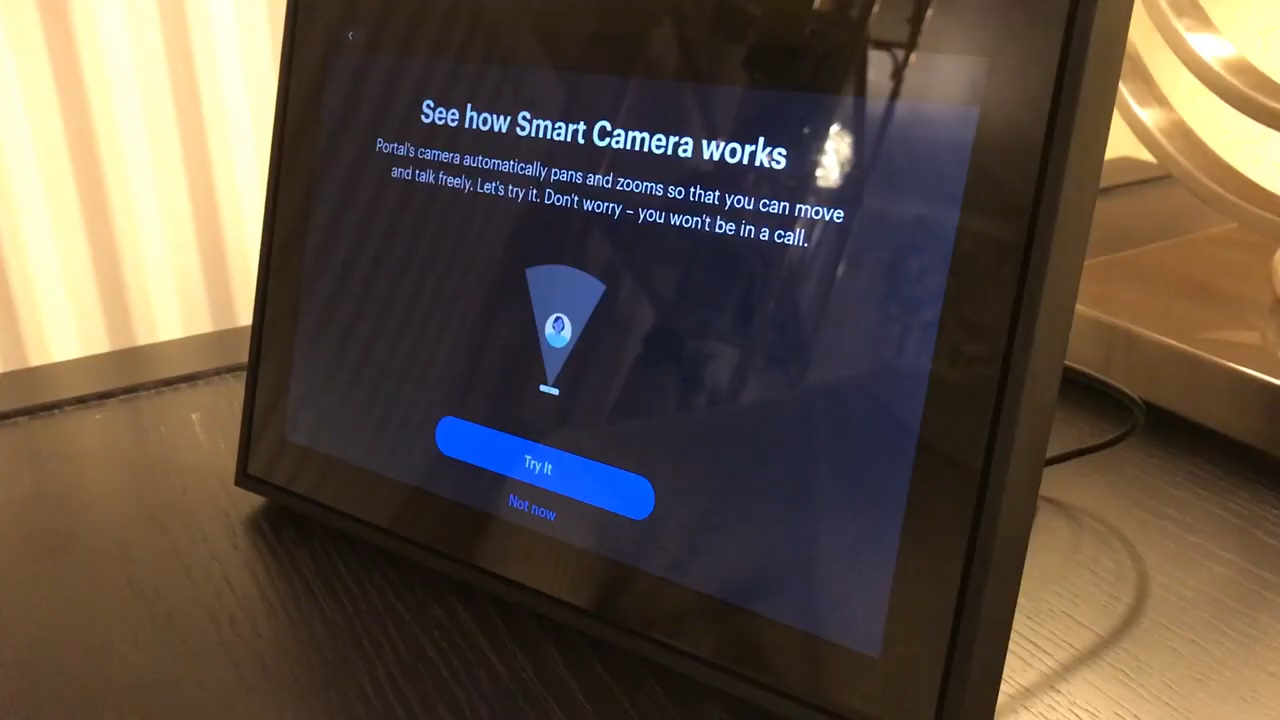 See how Smart Camera works
Portal's camera automatically pans and zooms so that you can move
and talk freely. Let's try it. Don't worry – you won't be in a call.
Try It
Not now